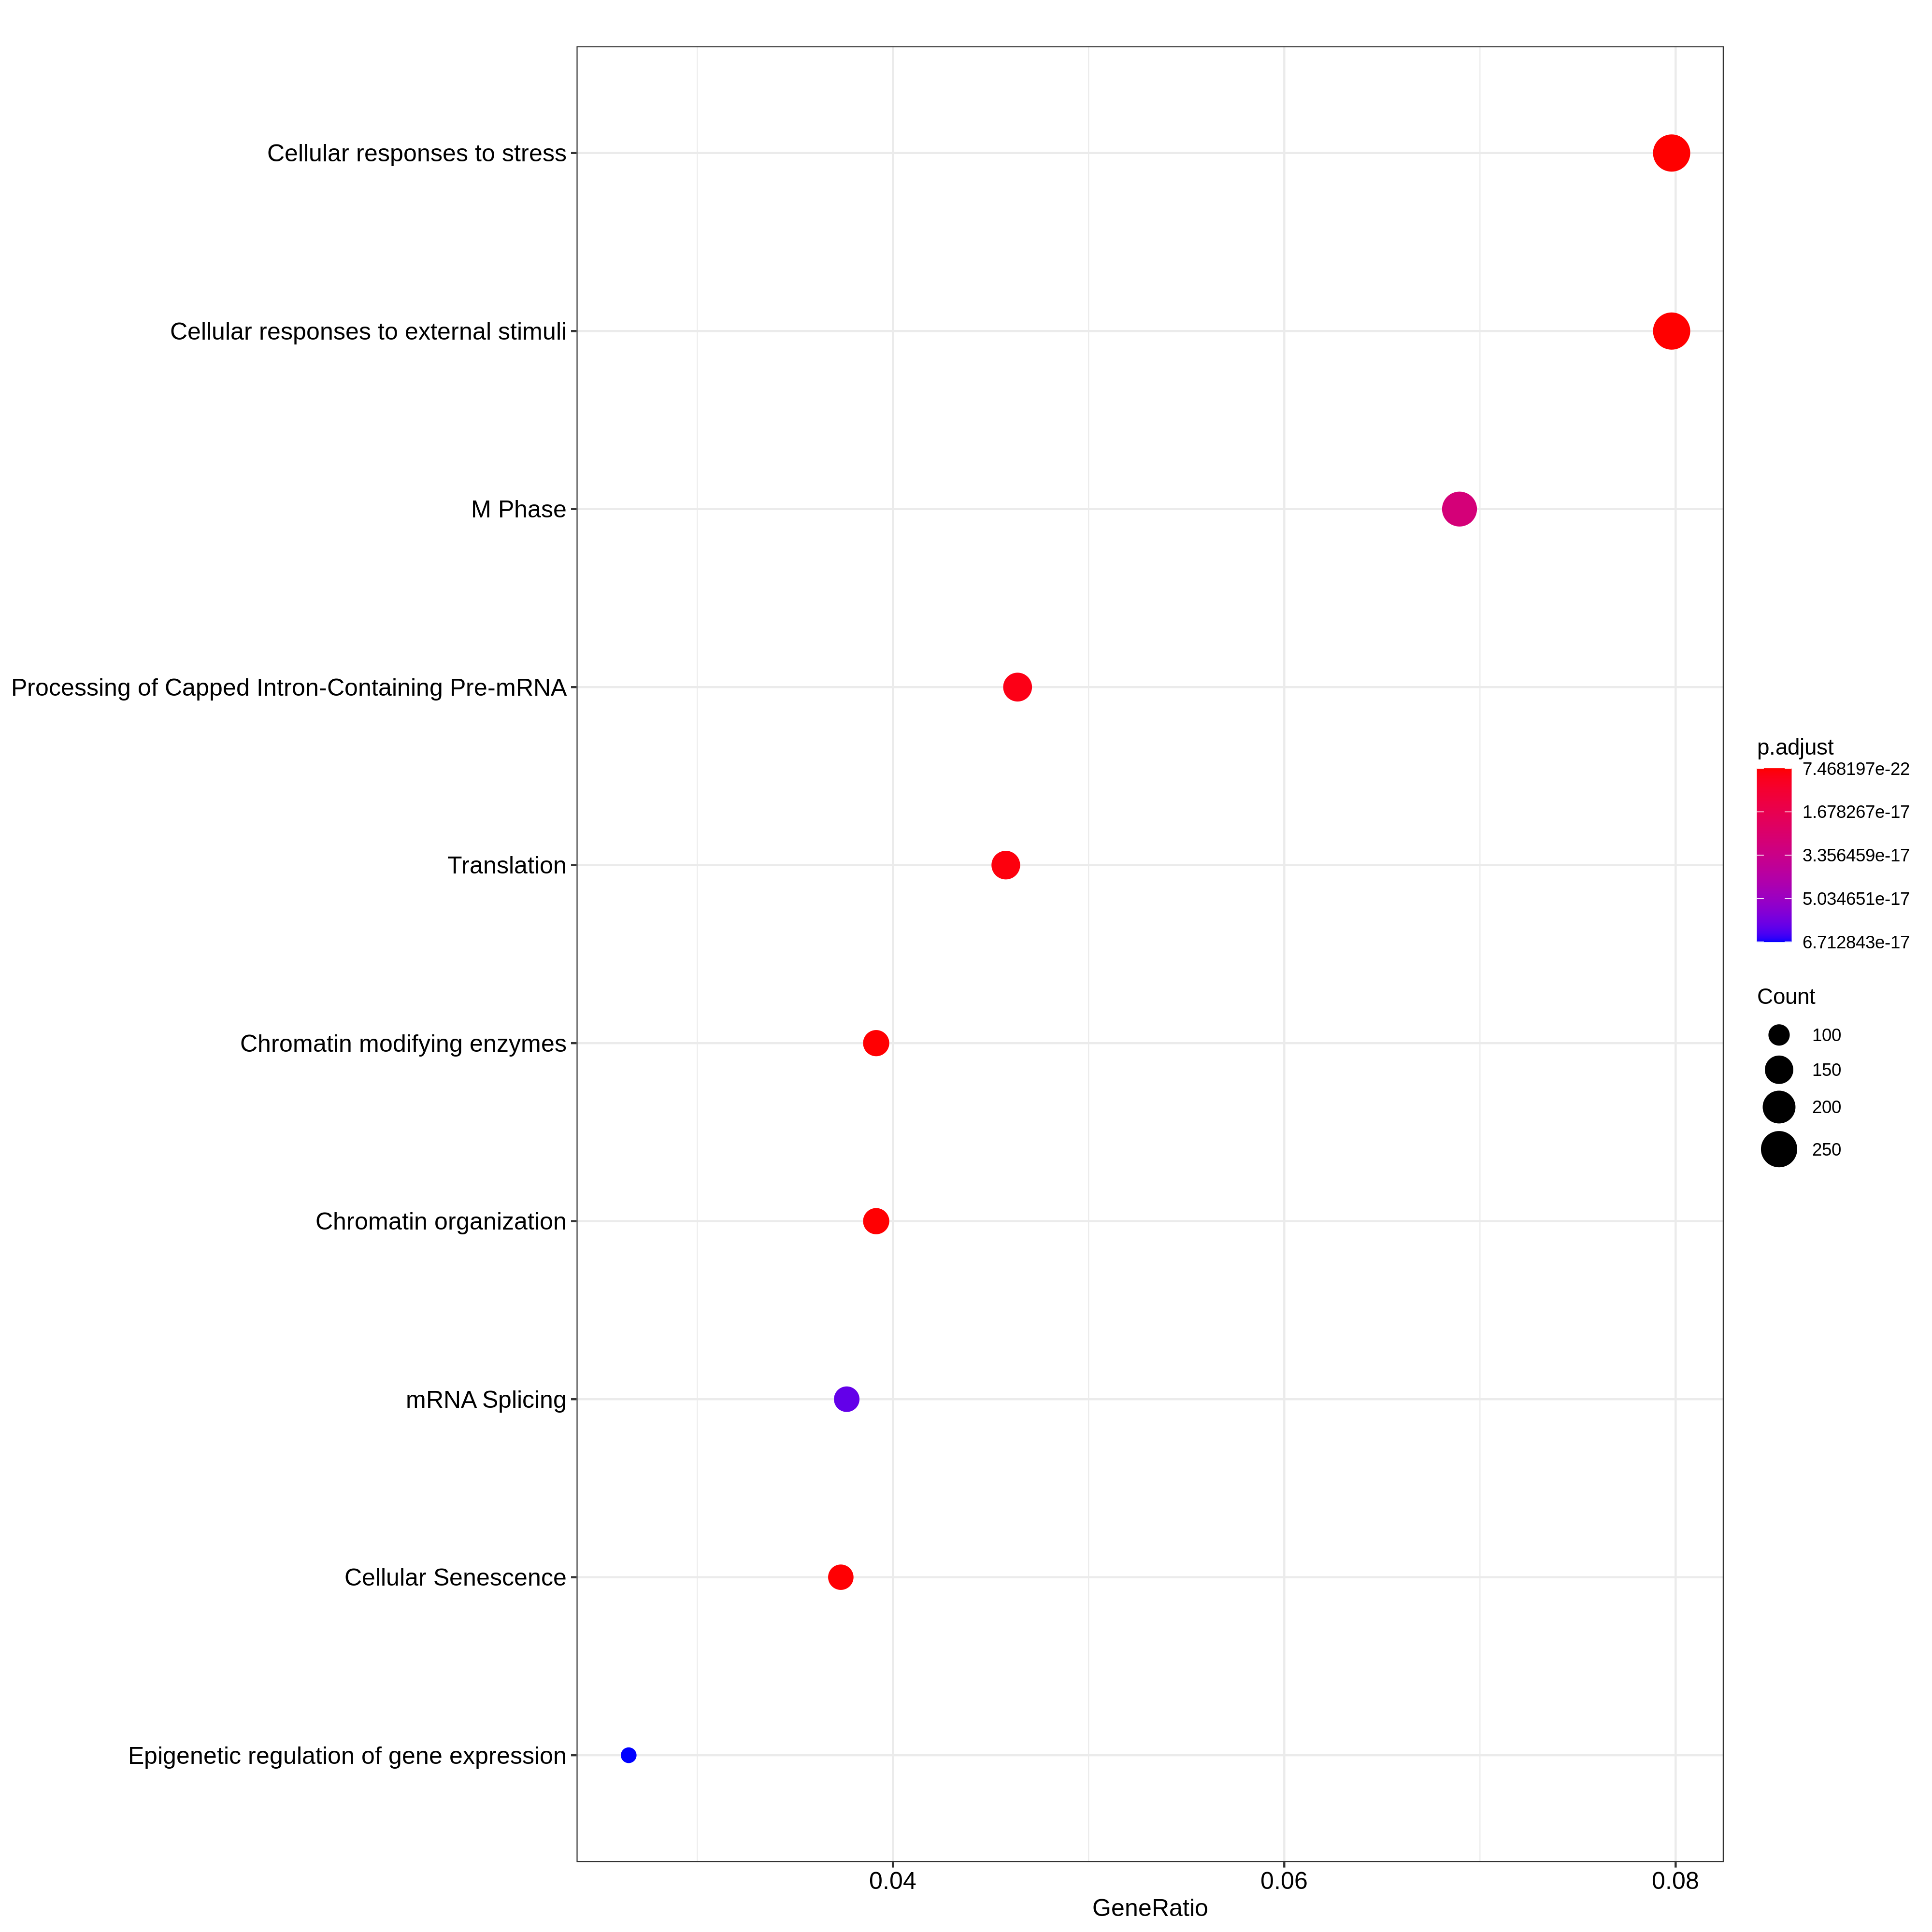 Cellular responses to stress
Cellular responses to external stimuli
M Phase
Processing of Capped Intron-Containing Pre-mRNA
Translation
Chromatin modifying enzymes
Chromatin organization
mRNA Splicing
Cellular Senescence
Epigenetic regulation of gene expression
0.04
0.06
0.08
GeneRatio
p.adjust
7.468197e-22
1.678267e-17
3.356459e-17
5.034651e-17
6.712843e-17
Count
100
150
200
250